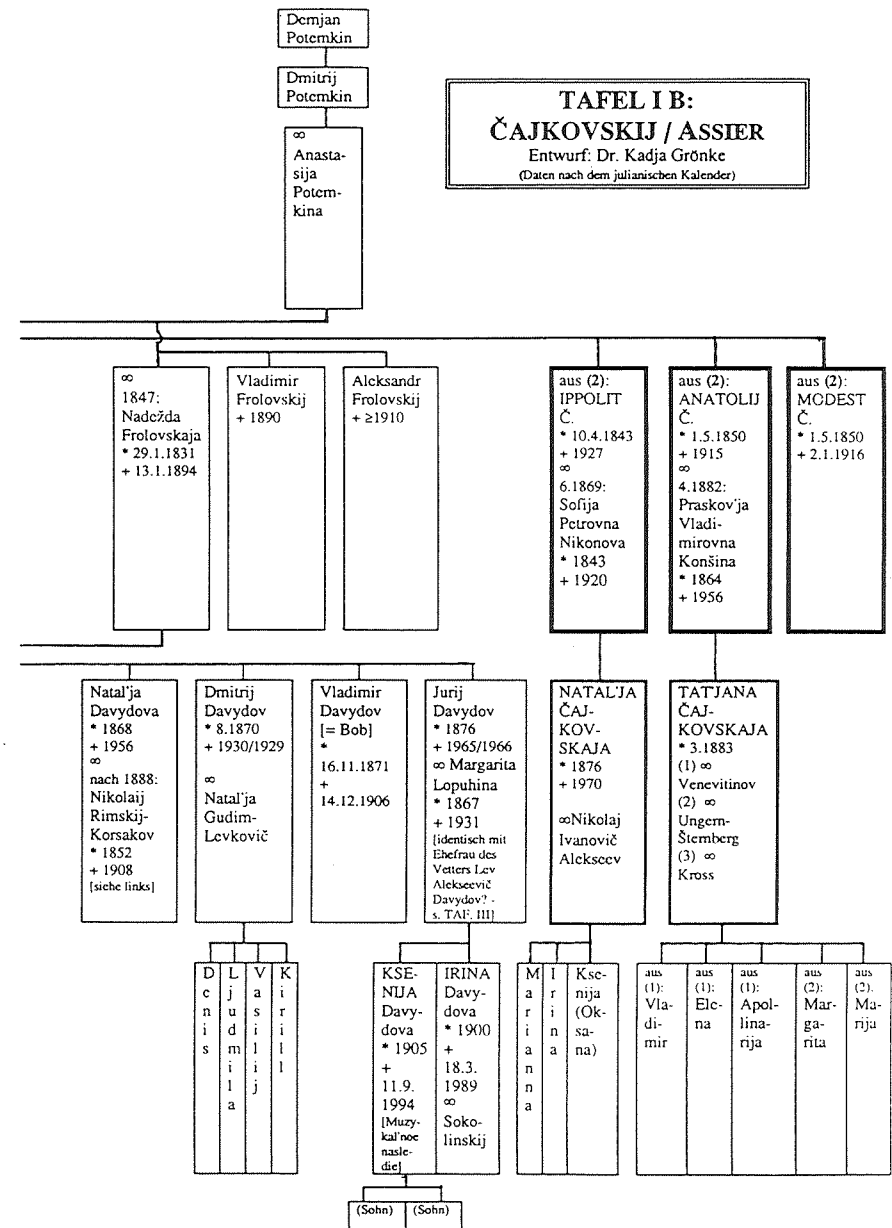 Demjan
Potemkin
Dmitrij
Potemkin
∞
Anasta-
sija
Potem-
kina
TAFEL I B:
ČAJKOVSKIJ / ASSIER
Entwurf: Dr. Kadja Grönke
(Daten nach dem julianischen Kalender)
∞
1847:
Nadežda
Frolovskaja
* 29.1.1831
+ 13.1.1894
Vladimir
Frolovskij
+ 1890
Aleksandr
Frolovskij
+ ≥1910
aus (2):
IPPOLIT
Č.
* 10.4.1843
+ 1927
∞
6.1869:
Sofija
Petrovna
Nikonova
* 1843
+ 1920
aus (2):
ANATOLIJ
Č.
* 1.5.1850
+ 1915
∞
4.1882:
Praskov'ja
Vladi-
mirovna
Konšina
* 1864
+ 1956
aus (2):
MODEST
Č.
* 1.5.1850
+ 2.1.1916
Natal'ja
Davydova
* 1868
+ 1956
∞
nach 1888:
Nikolaij
Rimskij-
Korsakov
* 1852
+ 1908
[siehe links]
Dmitrij
Davydov
* 8.1870
+ 1930/1929
∞
Natal'ja
Gudim-
Levkovič
Vladimir
Davydov
[= Bob]
*
16.11.1871
+
14.12.1906
Jurij
Davydov
* 1876
+ 1965/1966
∞ Margarita
Lopuhina
* 1867
+ 1931
[identisch mit
Ehefrau des
Vetters Lev
Alekseevič
Davydov? -
s. TAF. III]
NATAL'JA
ČAJ-
KOV-
SKAJA
* 1876
+ 1970
∞Nikolaj
Ivanovič
Alekseev
TAT'JANA
ČAJ-
KOVSKAJA
* 3.1883
(1) ∞
Venevitinov
(2) ∞
Ungern-
Šternberg
(3) ∞
Kross
Denis
Ljudmila
Vasilij
Kirill
KSE-
NIJA
Davy-
dova
* 1905
+
11.9.
1994
[Muzy-
kal'noe
nasle-
die]
IRINA
Davy-
dova
* 1900
+
18.3.
1989
∞
Soko-
linskij
Marianna
Irina
Kse-
nija
(Ok-
sa-
na)
aus
(1):
Vla-
di-
mir
aus
(1):
Ele-
na
aus
(1):
Apol-
lina-
rija
aus
(2):
Mar-
ga-
rita
aus
(2).
Ma-
rija
(Sohn)
(Sohn)